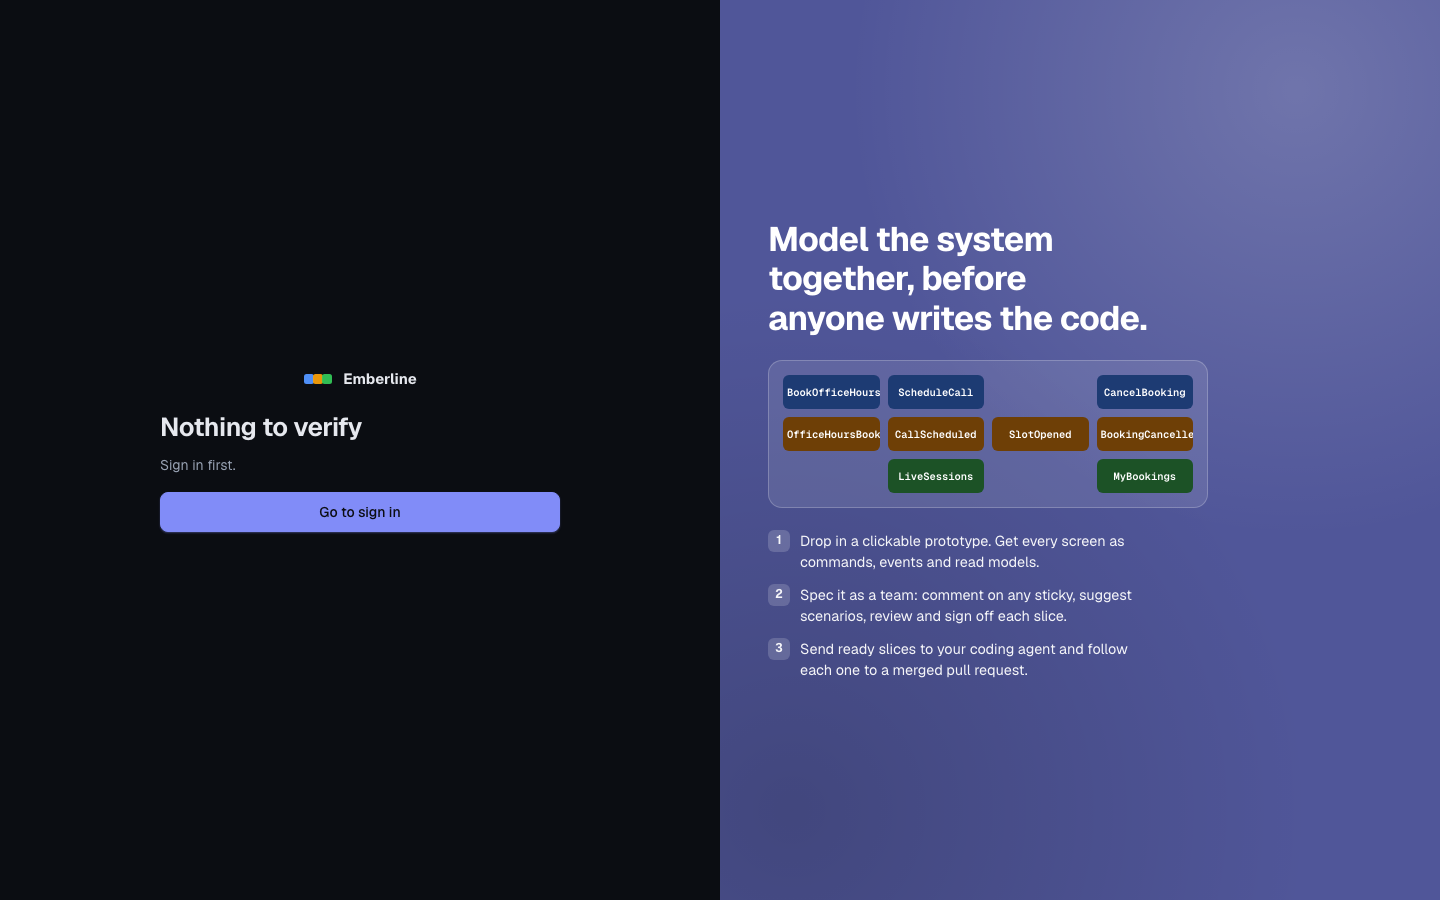 Emberline
Nothing to verify
Sign in first.
Go to sign in
Model the system
together, before
anyone writes the code.
BookOfficeHours ScheduleCall CancelBooking
OfficeHoursBook CallScheduled SlotOpened BookingCancelle
LiveSessions MyBookings
1 Drop in a clickable prototype. Get every screen as
commands, events and read models.
2 Spec it as a team: comment on any sticky, suggest
scenarios, review and sign off each slice.
3 Send ready slices to your coding agent and follow
each one to a merged pull request.